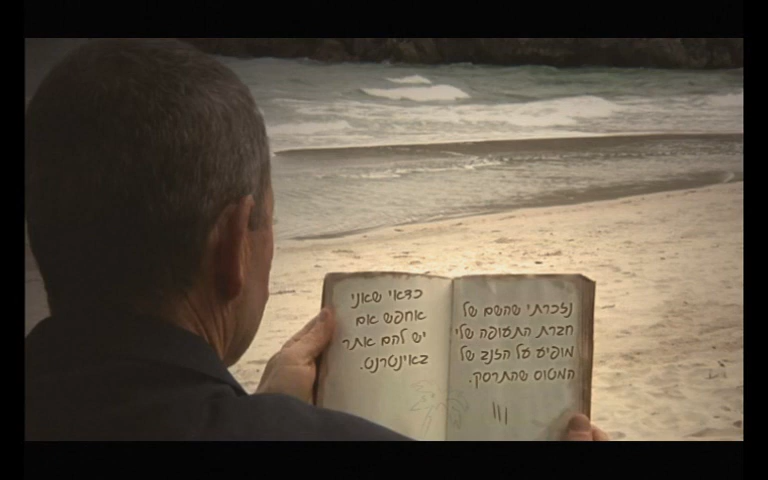 נזכרתי שהשם של
חברת התעופה שלי
מופיע על הזנב של
המטוס שהתרסק.
כדאי שאני
אחפש אם
יש להם אתר
באינטרנט.